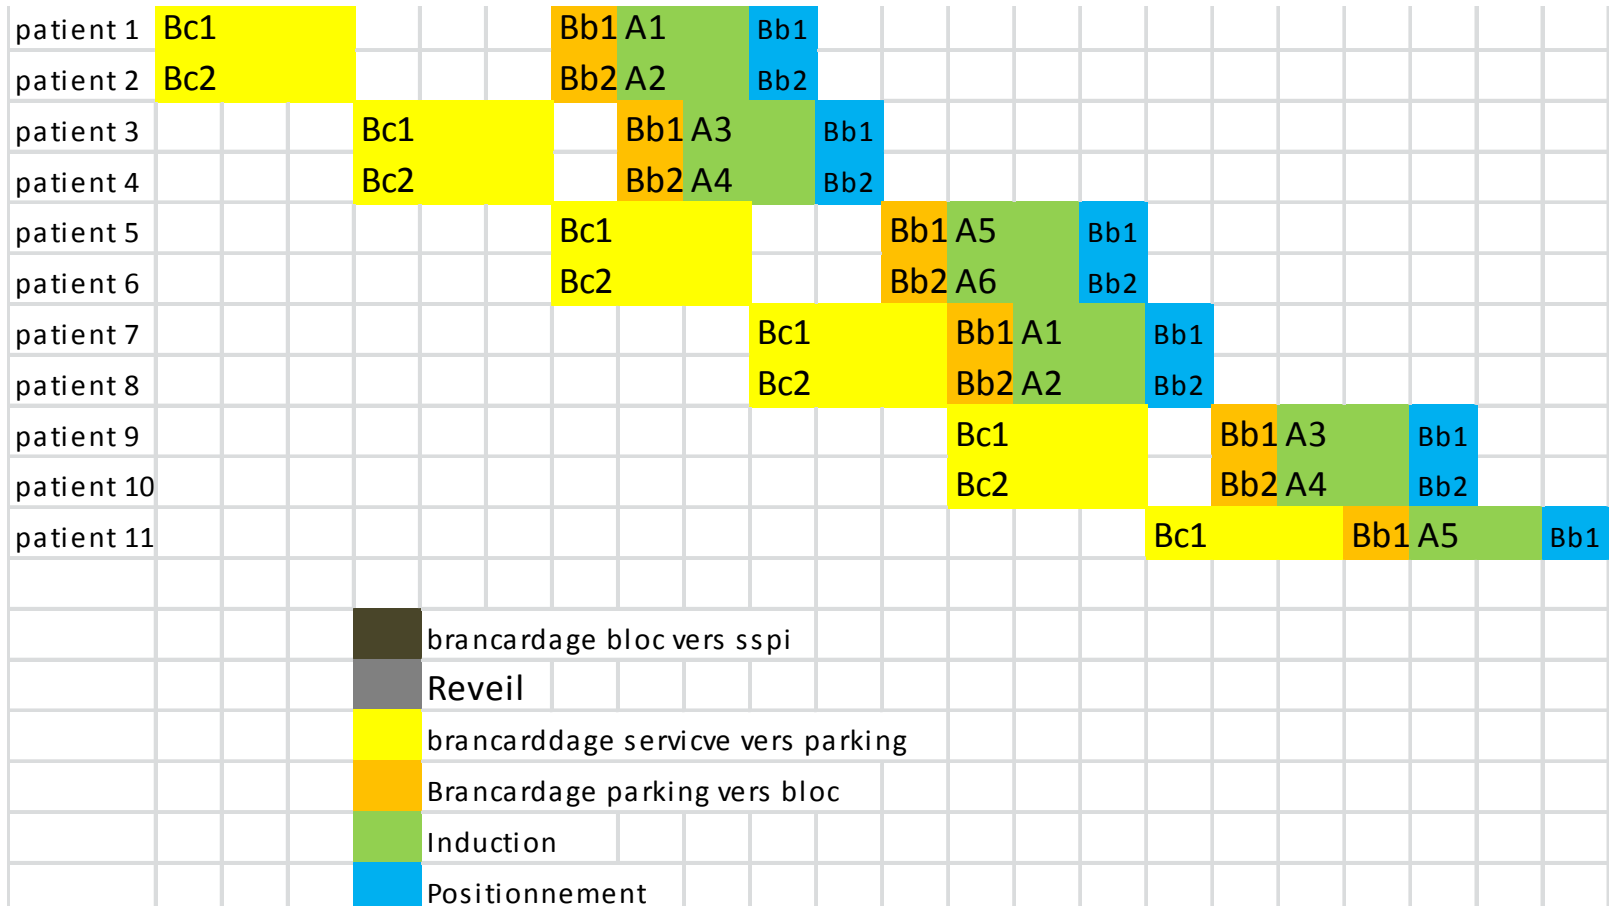 patient 1 Bc1 Bb1 A1 Bb1
patient 2 Bc2 Bb2 A2 Bb2
patient 3 Bc1 Bb1 A3 Bb1
patient 4 Bc2 Bb2 A4 Bb2
patient 5 Bc1 Bb1 A5 Bb1
patient 6 Bc2 Bb2 A6 Bb2
patient 7 Bc1 Bb1 A1 Bb1
patient 8 Bc2 Bb2 A2 Bb2
patient 9 Bc1 Bb1 A3 Bb1
patient 10 Bc2 Bb2 A4 Bb2
patient 11 Bc1 Bb1 A5 Bb1
brancardage bloc vers sspi
Reveil
brancarddage servicve vers parking
Brancardage parking vers bloc
Induction
Positionnement